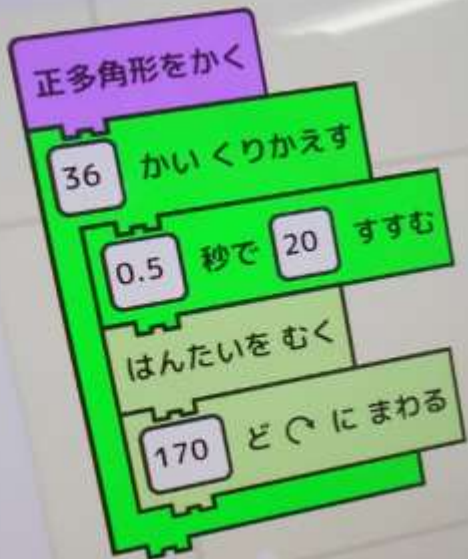 正多角形をかく
36 かい くりかえす
0.5 秒で 20 すすむ
はんたいを むく
170 ど ↷ に まわる